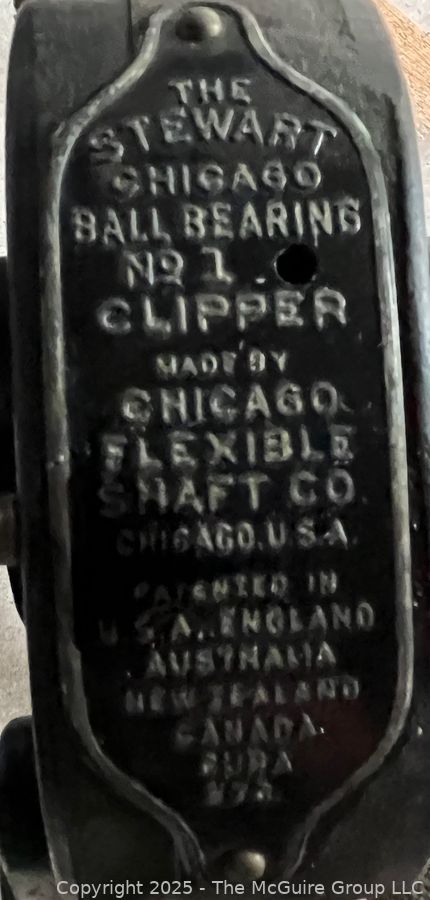 THE
STEWART
CHICAGO
BALL BEARING
No 1
CLIPPER
MADE BY
CHICAGO
FLEXIBLE
SHAFT CO.
CHICAGO. U.S.A.
PATENTED IN
U.S.A., ENGLAND
AUSTRALIA
NEW ZEALAND
CANADA.
Copyright 2025 - The McGuire Group LLC